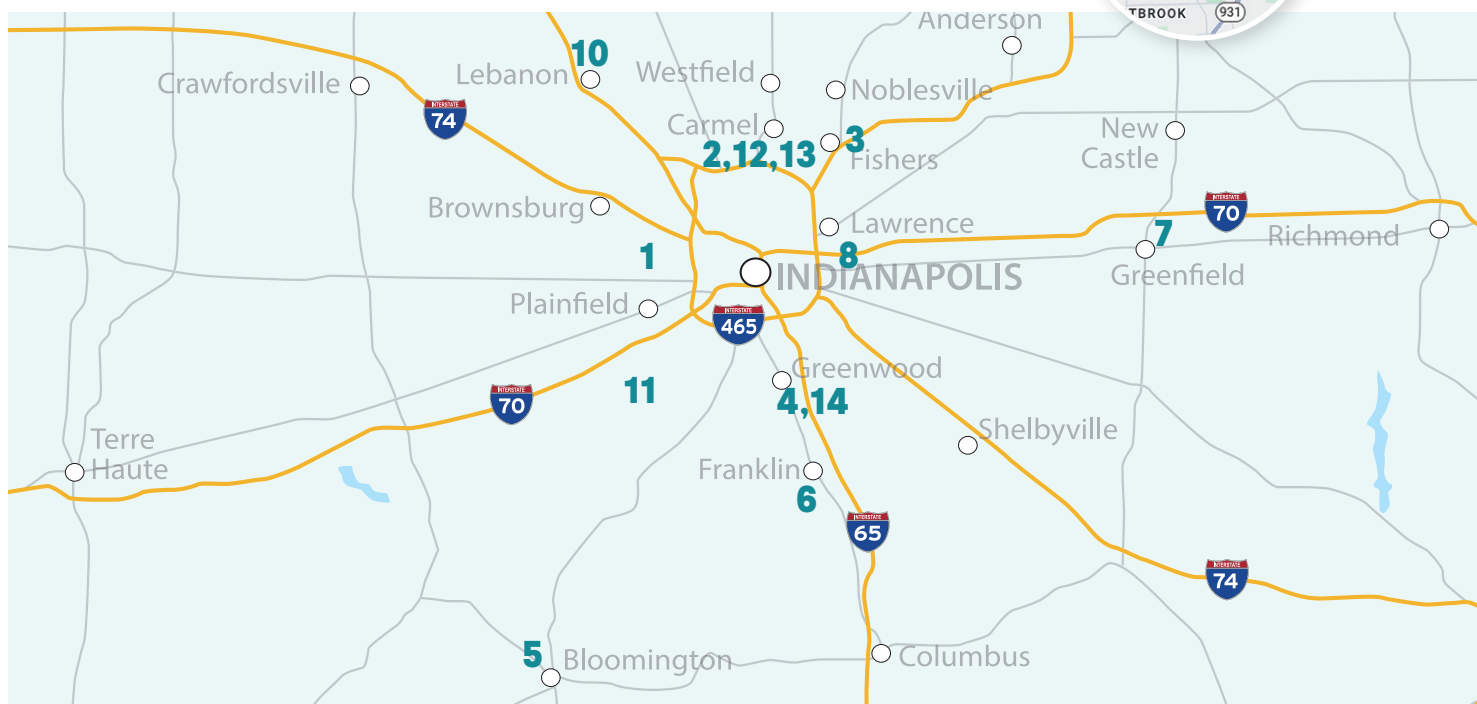 TBROOK
931
Anderson
10
Lebanon
Westfield
Crawfordsville
Noblesville
INTERSTATE
74
Carmel
2,12,13
3
Fishers
New
Castle
Brownsburg
Lawrence
INTERSTATE
70
7
Richmond
1
8
INDIANAPOLIS
Greenfield
Plainfield
INTERSTATE
465
Greenwood
11
4,14
INTERSTATE
70
Terre
Haute
Shelbyville
Franklin
6
INTERSTATE
65
INTERSTATE
74
5
Bloomington
Columbus